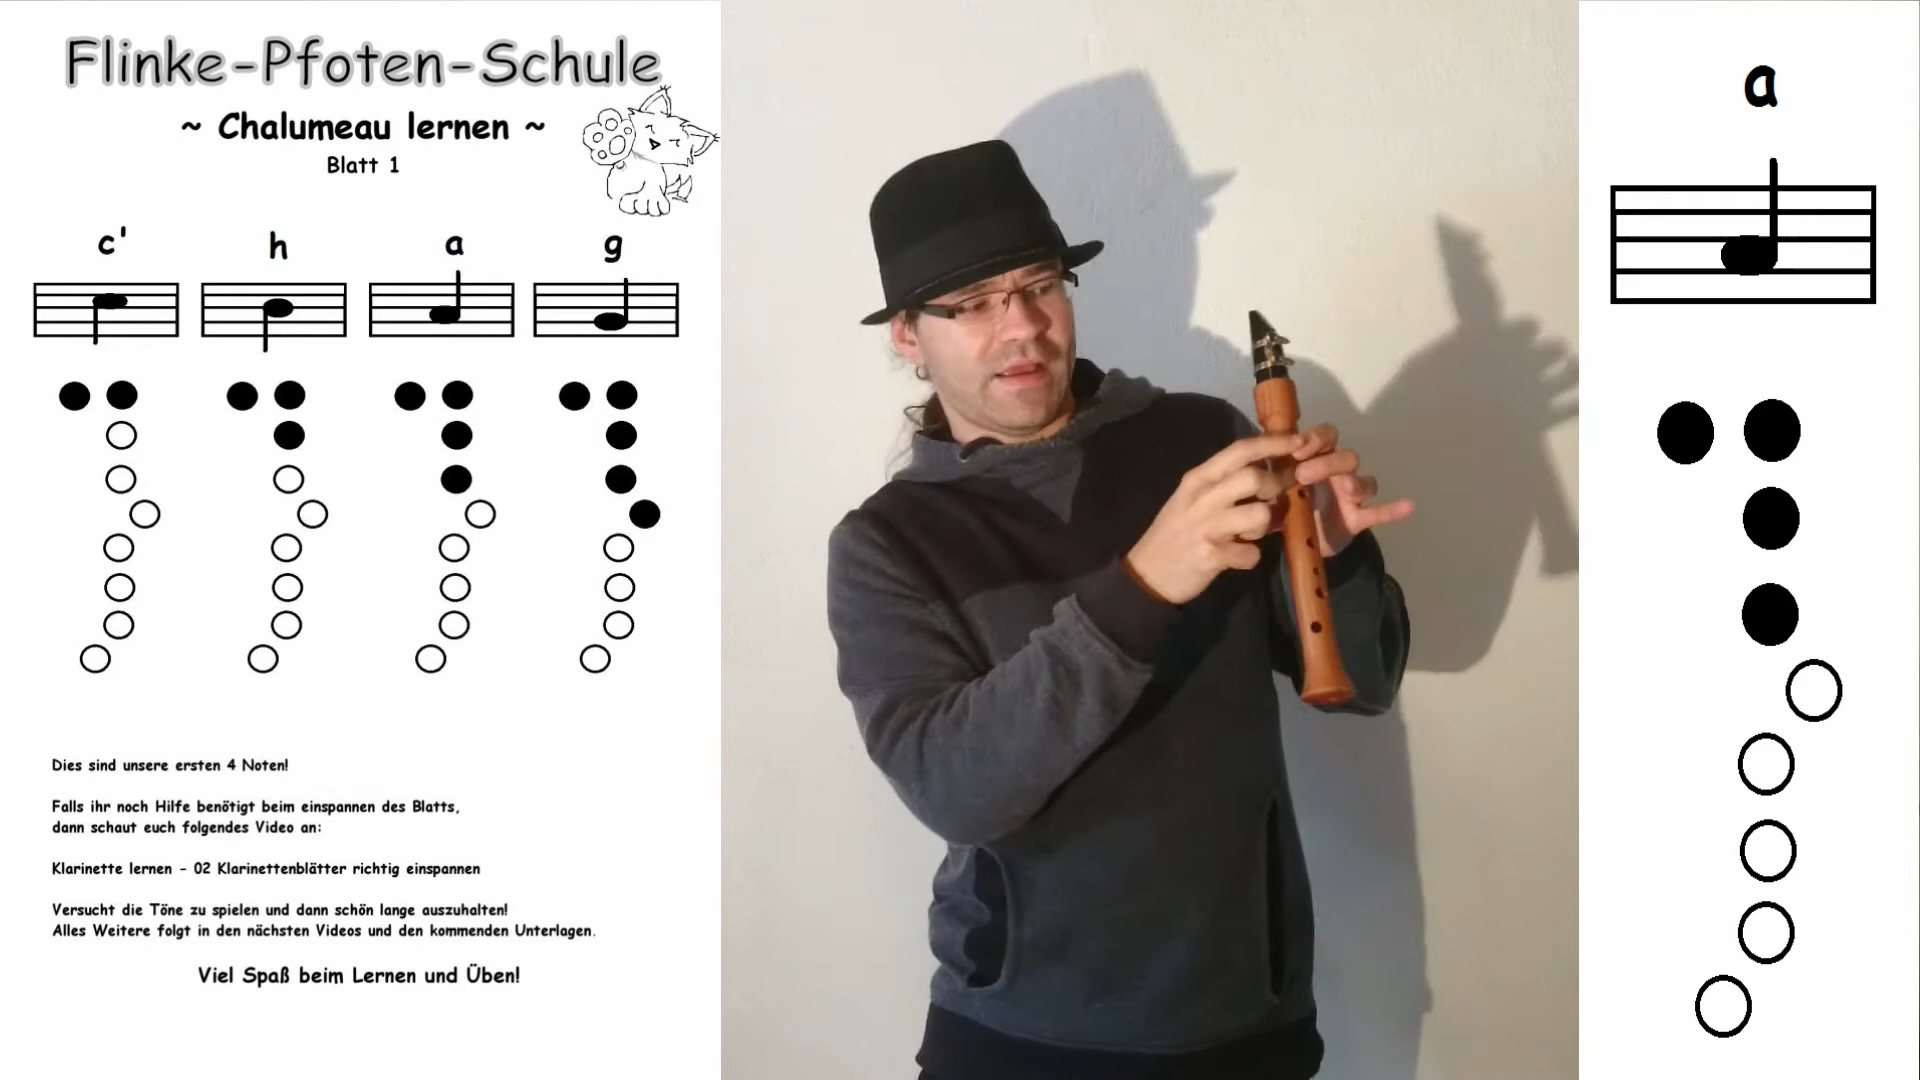 Flinke-Pfoten-Schule
~ Chalumeau lernen ~
Blatt 1
c' h a g
Dies sind unsere ersten 4 Noten!
Falls ihr noch Hilfe benötigt beim einspannen des Blatts,
dann schaut euch folgendes Video an:
Klarinette lernen - 02 Klarinettenblätter richtig einspannen
Versucht die Töne zu spielen und dann schön lange auszuhalten!
Alles Weitere folgt in den nächsten Videos und den kommenden Unterlagen.
Viel Spaß beim Lernen und Üben!
a